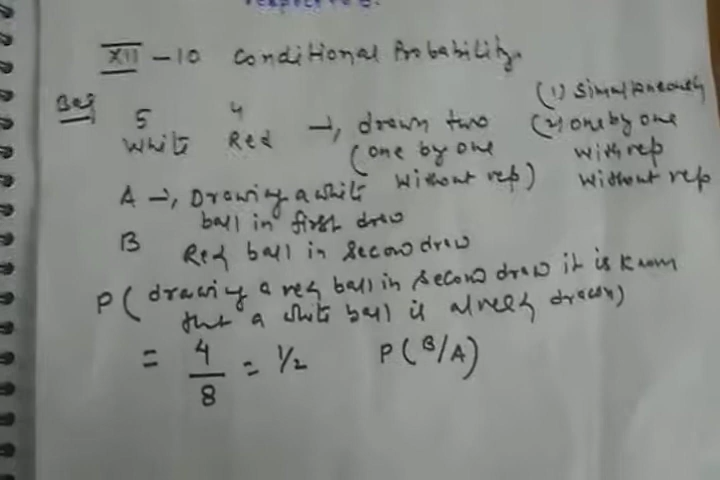 XII - 10 Conditional Probability.
Bag 5 4 (1) Simultaneously
White Red →, drawn two (2) one by one
(one by one with rep
without rep) without rep
A →, Drawing a white
ball in first draw
B Red ball in Second draw
P( drawing a red ball in second draw it is known
that a white ball is already drawn)
= 4/8 = 1/2 P(B/A)